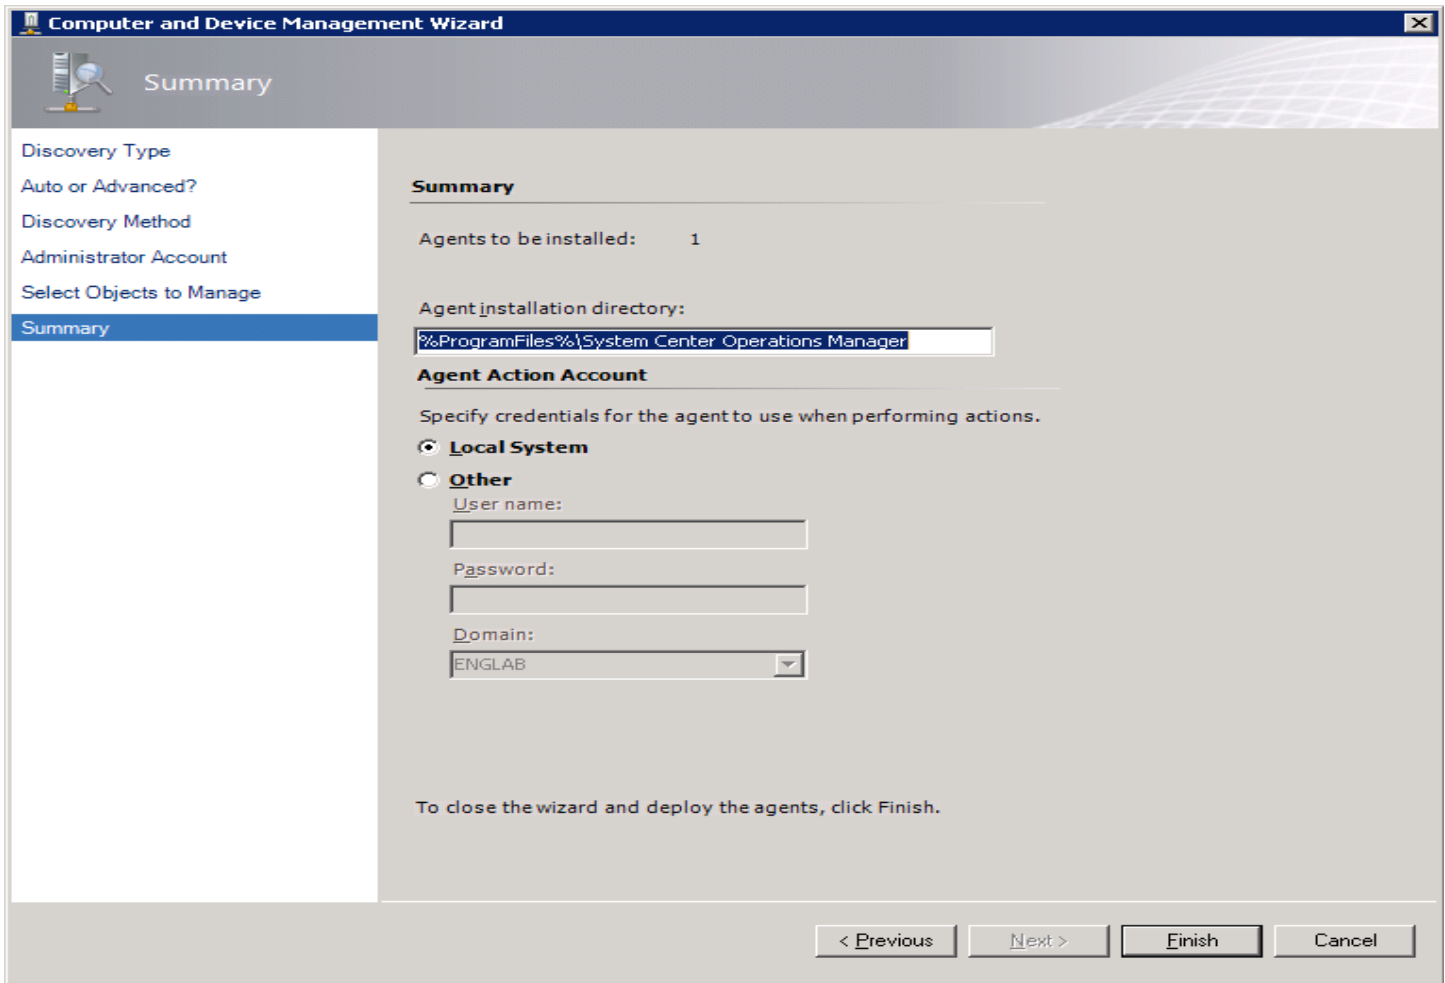 Computer and Device Management Wizard
Summary
Discovery Type
Auto or Advanced?
Discovery Method
Administrator Account
Select Objects to Manage
Summary
Summary
Agents to be installed: 1
Agent installation directory:
%ProgramFiles%\System Center Operations Manager
Agent Action Account
Specify credentials for the agent to use when performing actions.
Local System
Other
User name:
Password:
Domain:
ENGLAB
To close the wizard and deploy the agents, click Finish.
< Previous Next > Finish Cancel